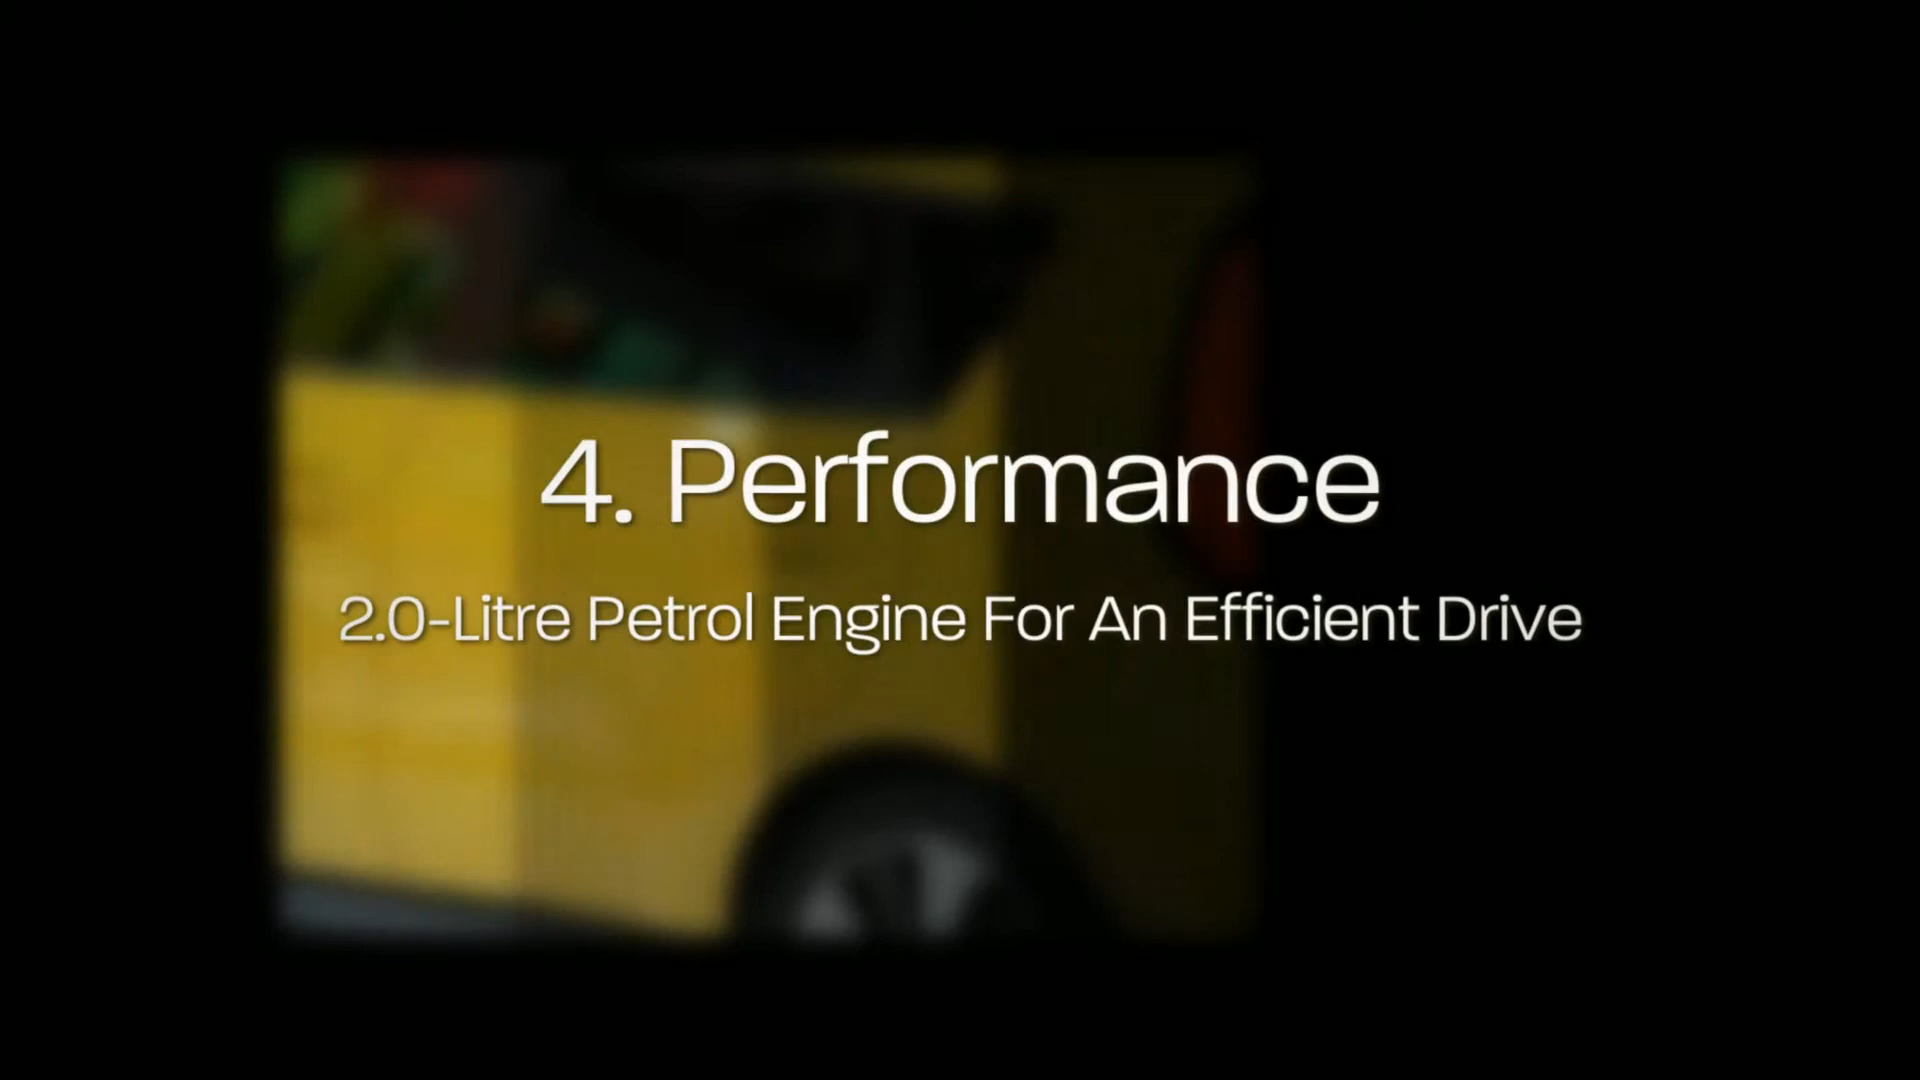 4. Performance
2.0-Litre Petrol Engine For An Efficient Drive